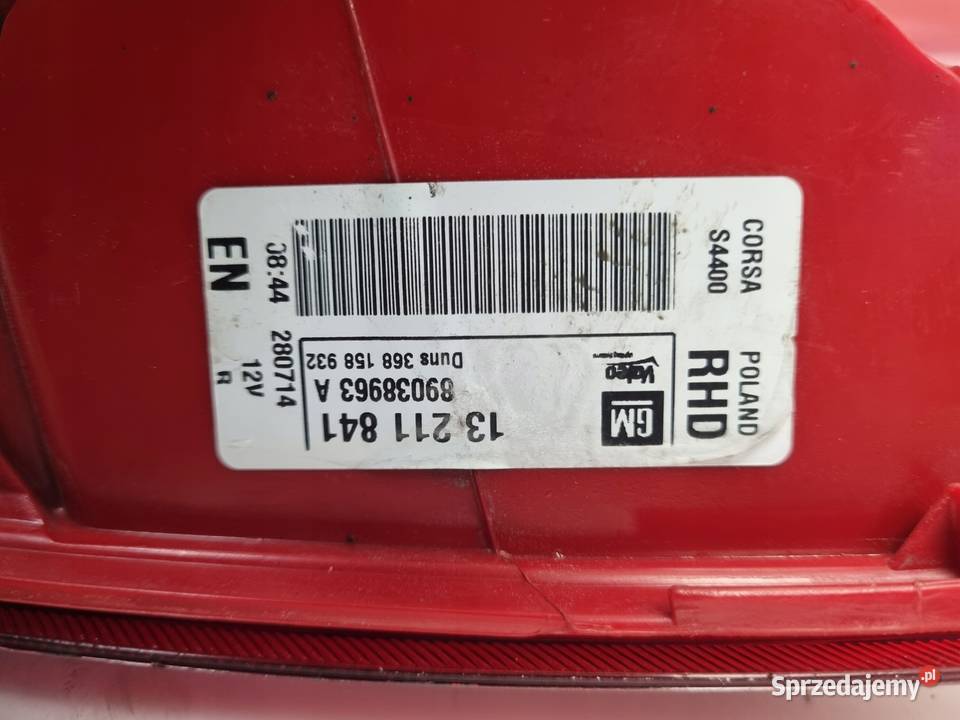 GM
13 211 841
Valeo
89038963 A
Duns 368 158 932
CORSA POLAND
S4400 RHD
08:44 280714
12V
R
EN
Sprzedajemy.pl